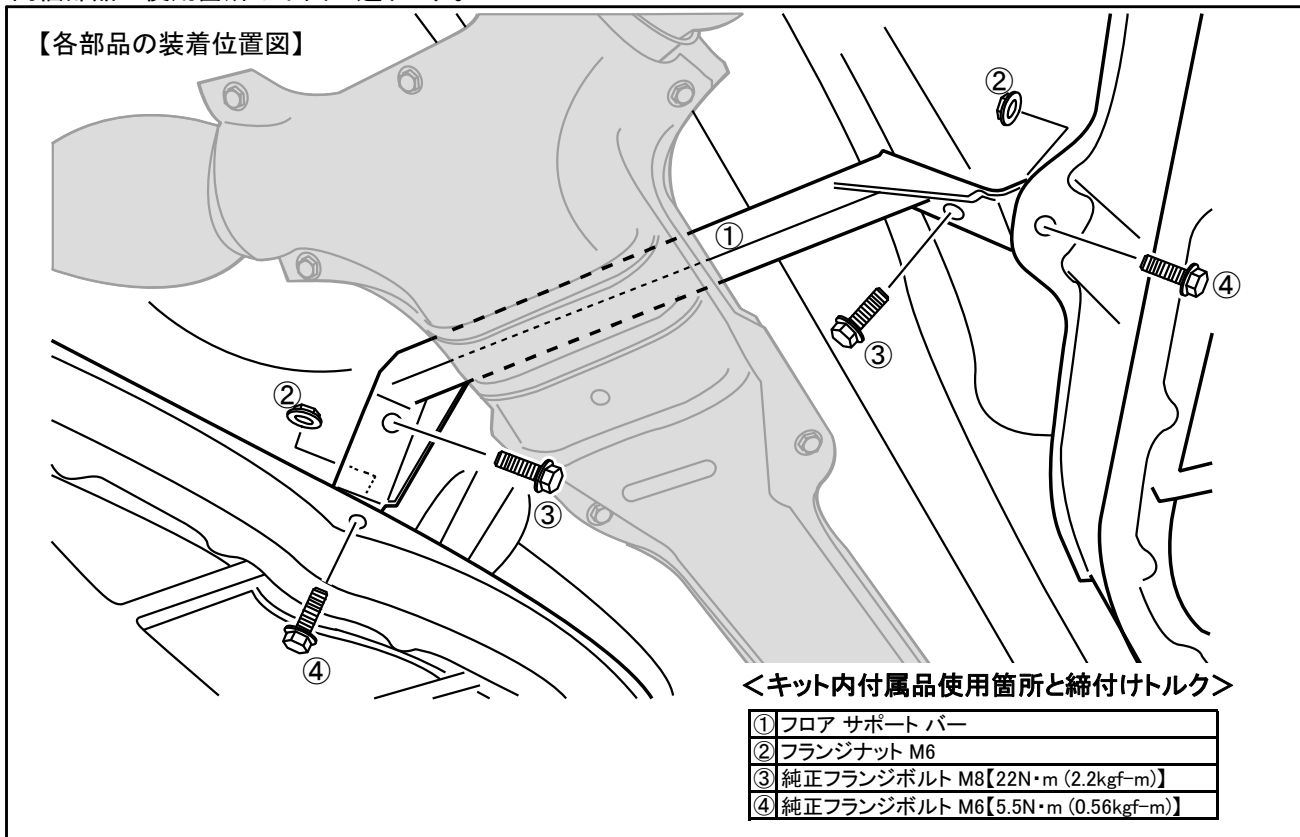 【各部品の装着位置図】
②
①
④
③
②
③
④
＜キット内付属品使用箇所と締付けトルク＞
① フロア サポート バー
② フランジナット M6
③ 純正フランジボルト M8【22N・m (2.2kgf-m)】
④ 純正フランジボルト M6【5.5N・m (0.56kgf-m)】